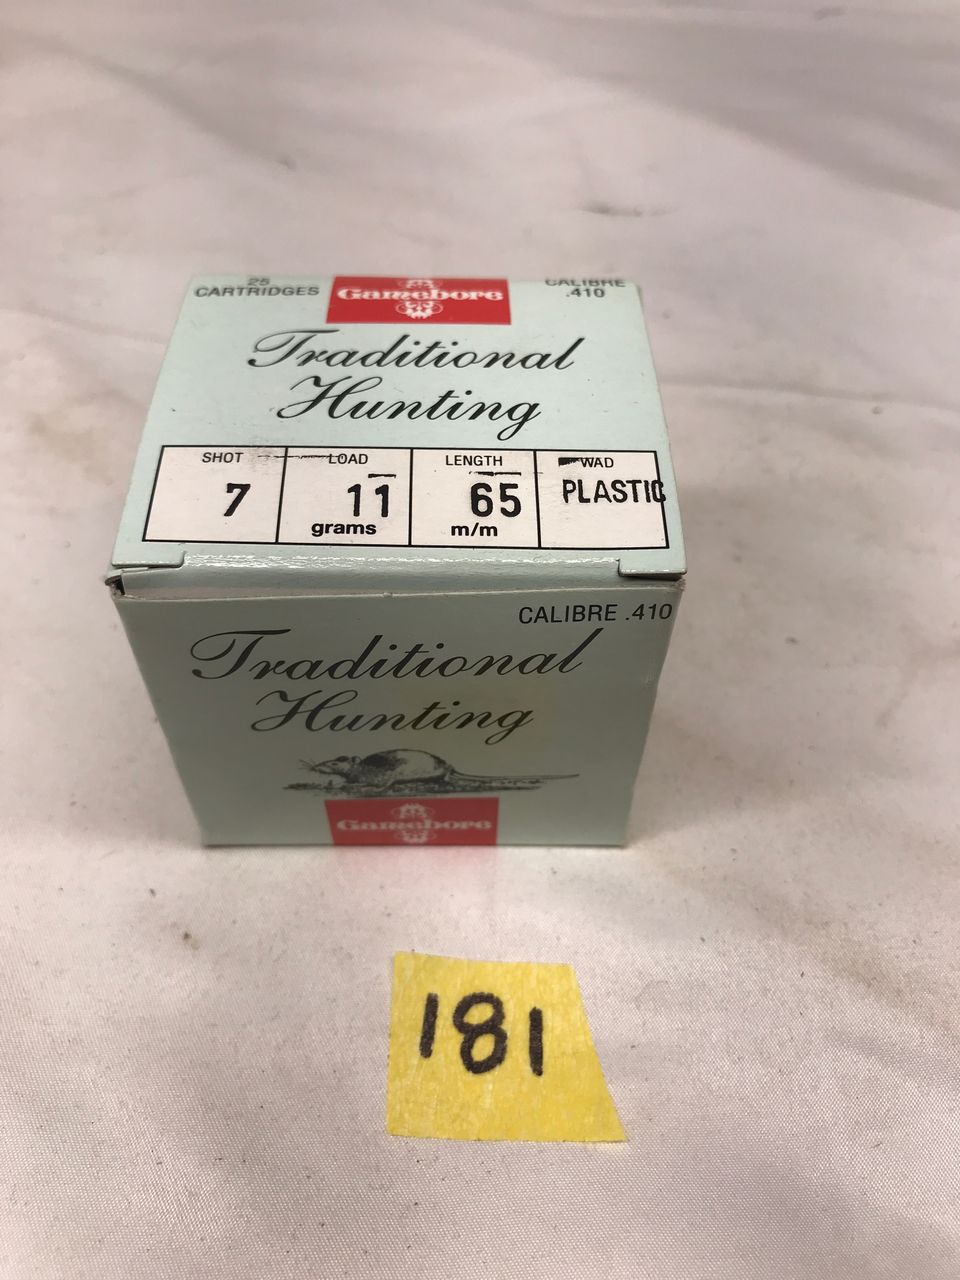 25 CALIBRE
CARTRIDGES Gamebore .410
Traditional
Hunting
SHOT LOAD LENGTH WAD
7 11 65 PLASTIC
grams m/m
CALIBRE .410
Traditional
Hunting
Gamebore
181